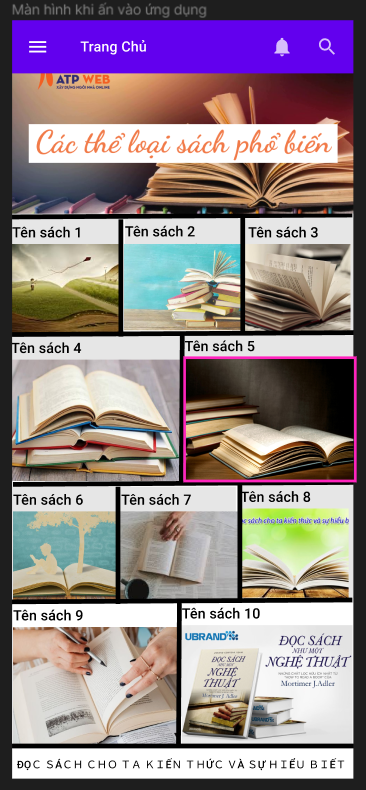 Màn hình khi ấn vào ứng dụng
Trang Chủ
ATP WEB
XÂY DỰNG NGÔI NHÀ ONLINE
Các thể loại sách phổ biến
Tên sách 1
Tên sách 2
Tên sách 3
Tên sách 4
Tên sách 5
Tên sách 6
Tên sách 7
Tên sách 8
ọc sách cho ta kiến thức và sự hiểu b
Tên sách 9
Tên sách 10
UBRAND
ĐỌC SÁCH
NHƯ MỘT
NGHỆ THUẬT
Mortimer J.Adler
ĐỌC SÁCH
NHƯ MỘT
NGHỆ THUẬT
Mortimer J.Adler
ĐỌC SÁCH CHO TA KIẾN THỨC VÀ SỰ HIỂU BIẾT